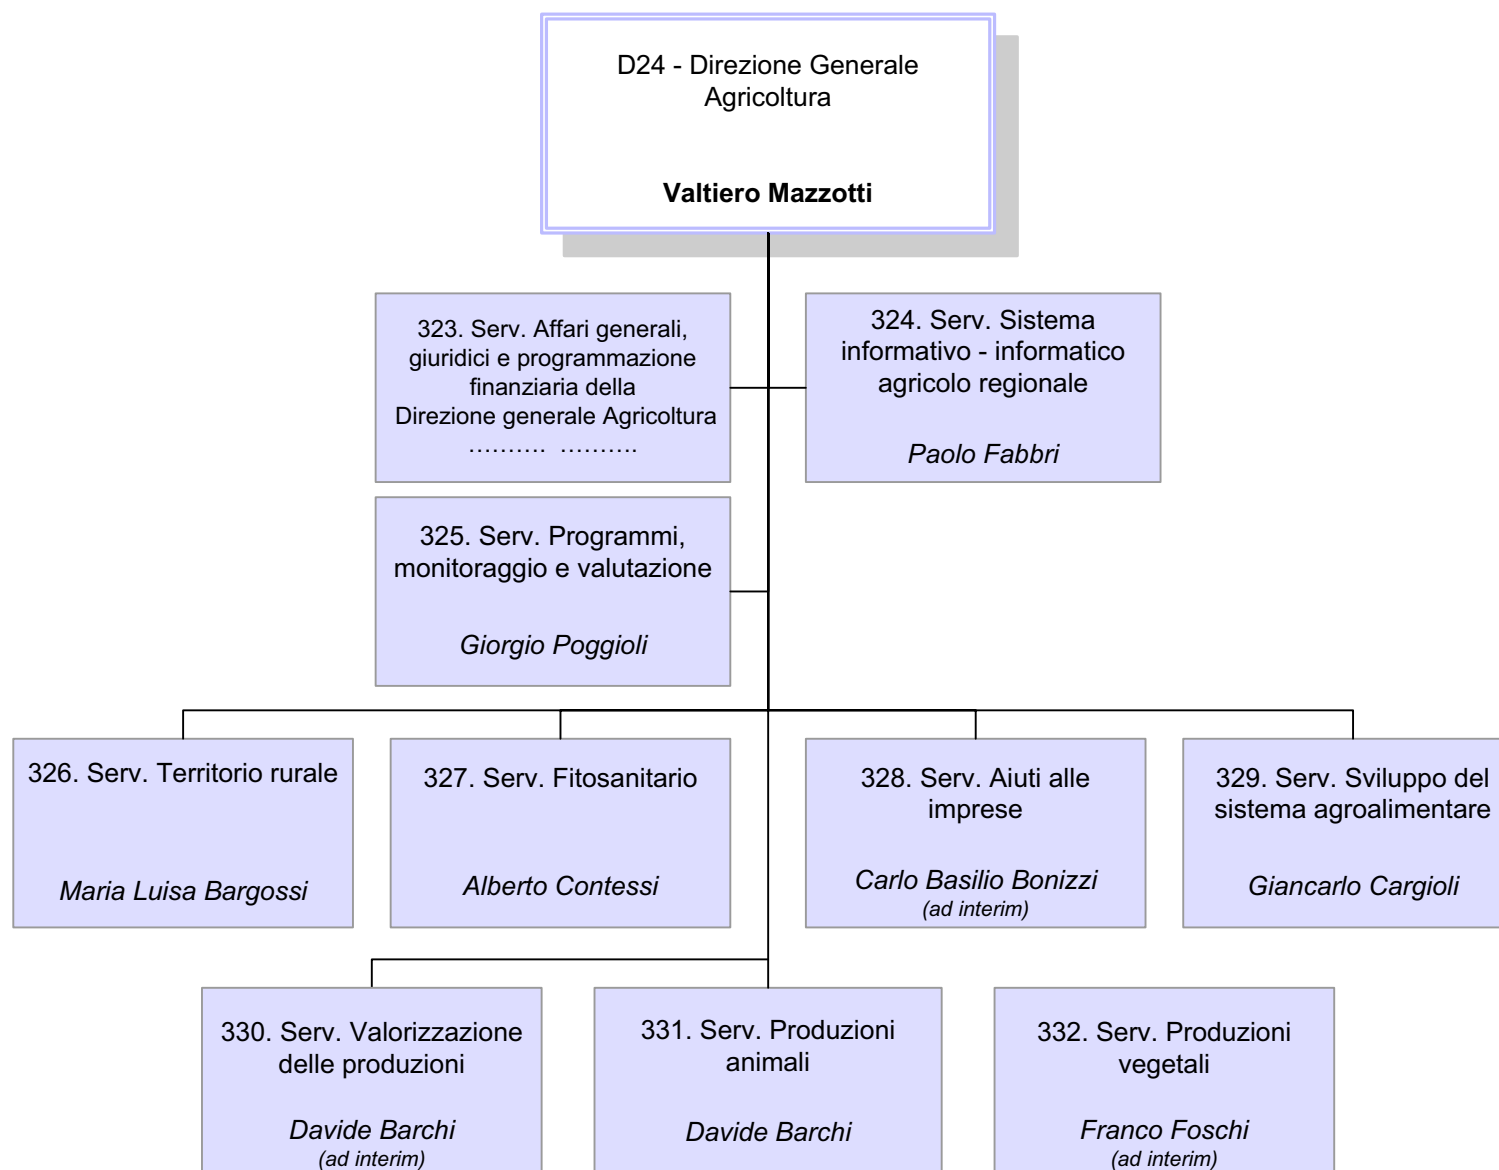 D24 - Direzione Generale
Agricoltura
Valtiero Mazzotti
323. Serv. Affari generali,
giuridici e programmazione
finanziaria della
Direzione generale Agricoltura
………. ……….
324. Serv. Sistema
informativo - informatico
agricolo regionale
Paolo Fabbri
325. Serv. Programmi,
monitoraggio e valutazione
Giorgio Poggioli
326. Serv. Territorio rurale
Maria Luisa Bargossi
327. Serv. Fitosanitario
Alberto Contessi
328. Serv. Aiuti alle
imprese
Carlo Basilio Bonizzi
(ad interim)
329. Serv. Sviluppo del
sistema agroalimentare
Giancarlo Cargioli
330. Serv. Valorizzazione
delle produzioni
Davide Barchi
(ad interim)
331. Serv. Produzioni
animali
Davide Barchi
332. Serv. Produzioni
vegetali
Franco Foschi
(ad interim)